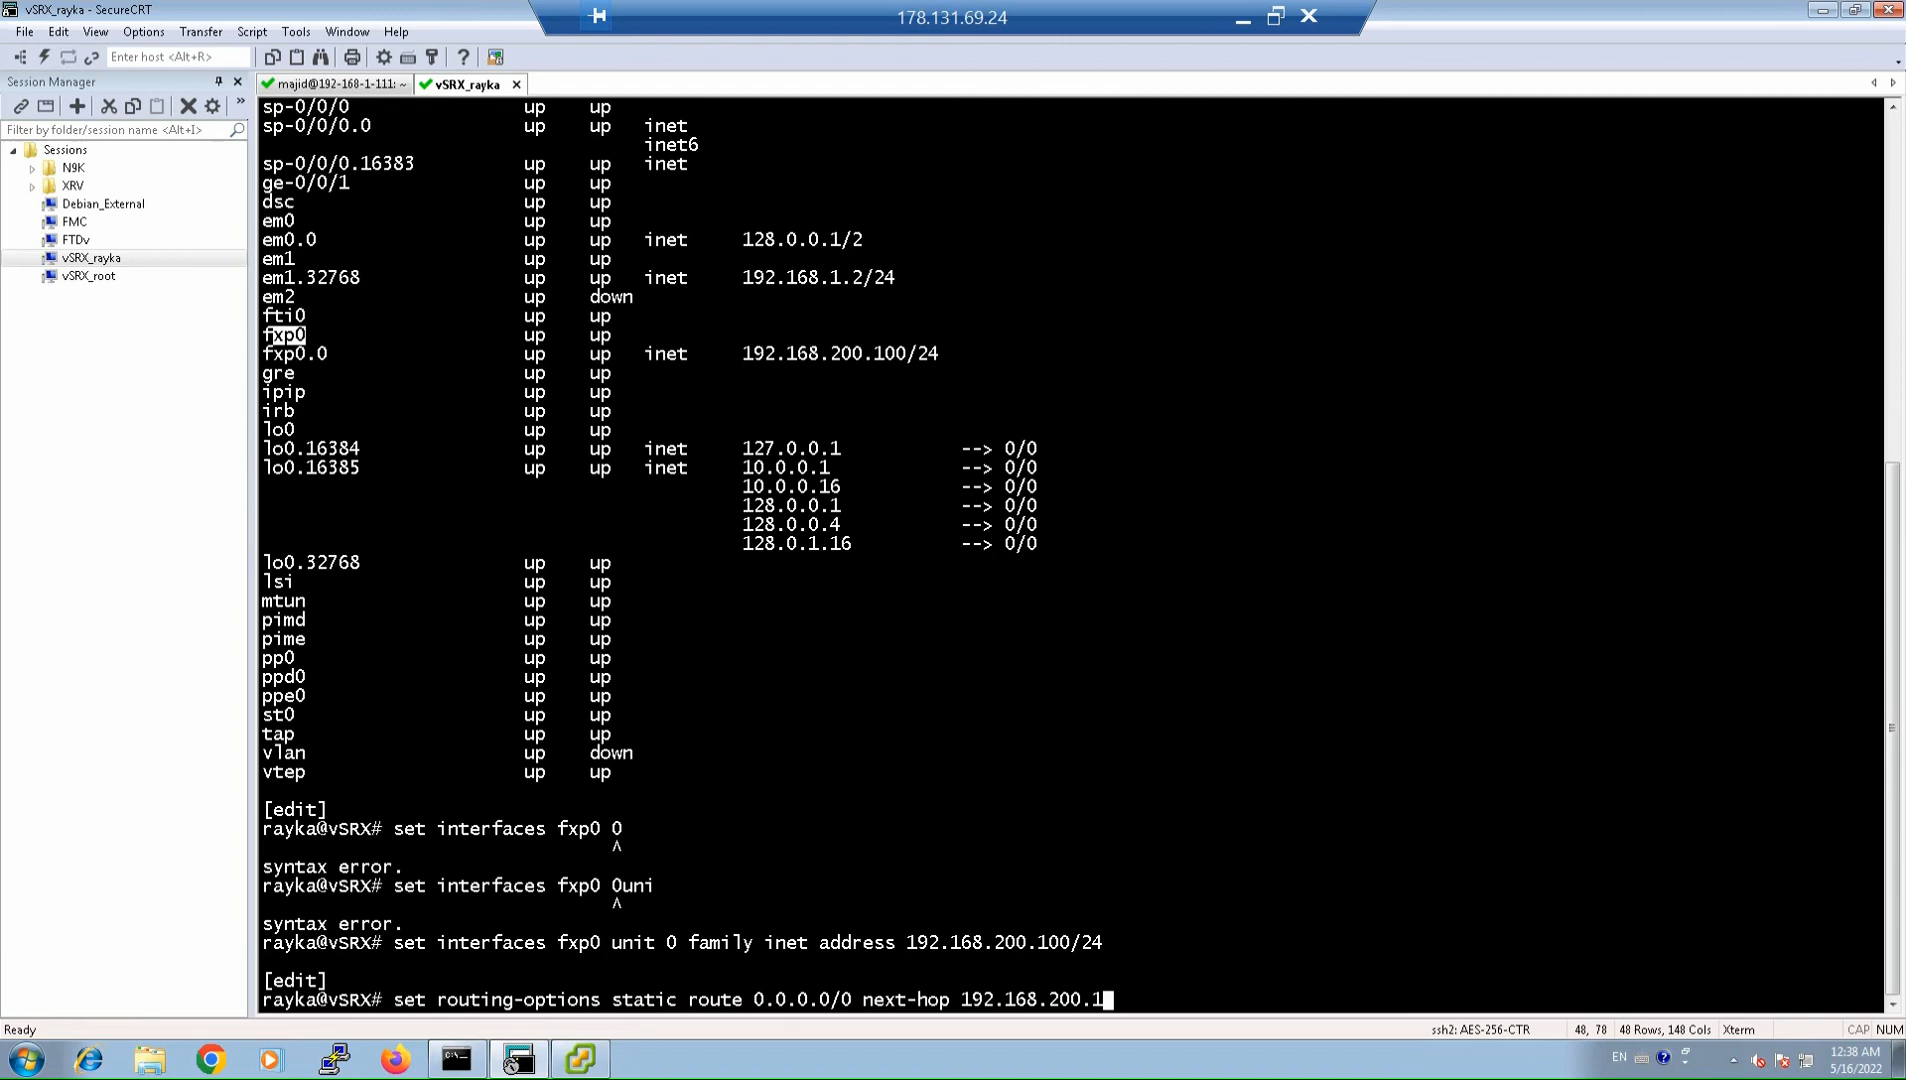 vSRX_rayka - SecureCRT
178.131.69.24
File Edit View Options Transfer Script Tools Window Help
Enter host <Alt+R>
Session Manager
majid@192-168-1-111: ~
vSRX_rayka
Filter by folder/session name <Alt+I>
Sessions
N9K
XRV
Debian_External
FMC
FTDv
vSRX_rayka
vSRX_root
sp-0/0/0 up up
sp-0/0/0.0 up up inet
inet6
sp-0/0/0.16383 up up inet
ge-0/0/1 up up
dsc up up
em0 up up
em0.0 up up inet 128.0.0.1/2
em1 up up
em1.32768 up up inet 192.168.1.2/24
em2 up down
fti0 up up
fxp0 up up
fxp0.0 up up inet 192.168.200.100/24
gre up up
ipip up up
irb up up
lo0 up up
lo0.16384 up up inet 127.0.0.1 --> 0/0
lo0.16385 up up inet 10.0.0.1 --> 0/0
10.0.0.16 --> 0/0
128.0.0.1 --> 0/0
128.0.0.4 --> 0/0
128.0.1.16 --> 0/0
lo0.32768 up up
lsi up up
mtun up up
pimd up up
pime up up
pp0 up up
ppd0 up up
ppe0 up up
st0 up up
tap up up
vlan up down
vtep up up
[edit]
rayka@vSRX# set interfaces fxp0 0
^
syntax error.
rayka@vSRX# set interfaces fxp0 0uni
^
syntax error.
rayka@vSRX# set interfaces fxp0 unit 0 family inet address 192.168.200.100/24
[edit]
rayka@vSRX# set routing-options static route 0.0.0.0/0 next-hop 192.168.200.1
Ready
ssh2: AES-256-CTR 48, 78 48 Rows, 148 Cols Xterm CAP NUM
EN
12:38 AM
5/16/2022